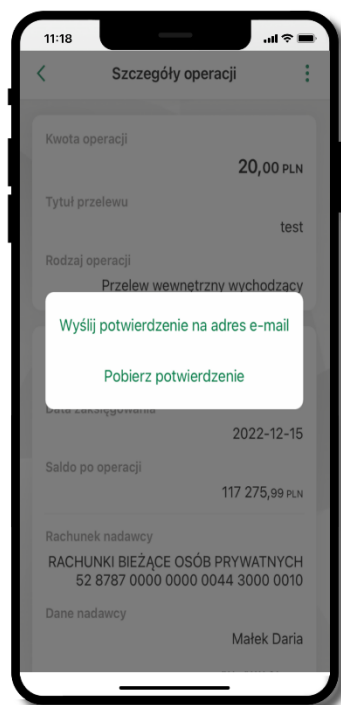 11:18
Szczegóły operacji
Kwota operacji
20,00 PLN
Tytuł przelewu
test
Rodzaj operacji
Przelew wewnętrzny wychodzący
Wyślij potwierdzenie na adres e-mail
Pobierz potwierdzenie
Data zaksięgowania
2022-12-15
Saldo po operacji
117 275,99 PLN
Rachunek nadawcy
RACHUNKI BIEŻĄCE OSÓB PRYWATNYCH
52 8787 0000 0000 0044 3000 0010
Dane nadawcy
Małek Daria